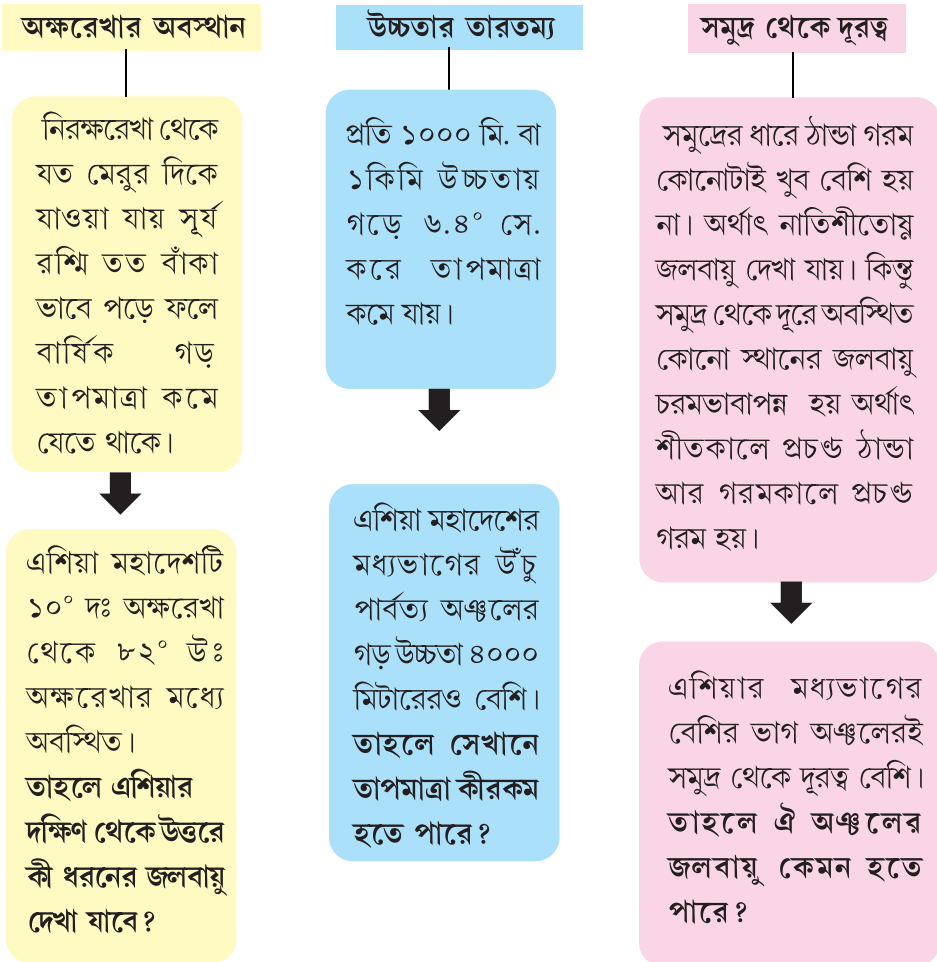 অক্ষরেখার অবস্থান
নিরক্ষরেখা থেকে
যত মেরুর দিকে
যাওয়া যায় সূর্য
রশ্মি তত বাঁকা
ভাবে পড়ে ফলে
বার্ষিক গড়
তাপমাত্রা কমে
যেতে থাকে।
এশিয়া মহাদেশটি
১০° দঃ অক্ষরেখা
থেকে ৮২° উঃ
অক্ষরেখার মধ্যে
অবস্থিত।
তাহলে এশিয়ার
দক্ষিণ থেকে উত্তরে
কী ধরনের জলবায়ু
দেখা যাবে?
উচ্চতার তারতম্য
প্রতি ১০০০ মি. বা
১কিমি উচ্চতায়
গড়ে ৬.৪° সে.
করে তাপমাত্রা
কমে যায়।
এশিয়া মহাদেশের
মধ্যভাগের উঁচু
পার্বত্য অঞ্চলের
গড় উচ্চতা ৪০০০
মিটারেরও বেশি।
তাহলে সেখানে
তাপমাত্রা কীরকম
হতে পারে?
সমুদ্র থেকে দূরত্ব
সমুদ্রের ধারে ঠান্ডা গরম
কোনোটাই খুব বেশি হয়
না। অর্থাৎ নাতিশীতোষ্ণ
জলবায়ু দেখা যায়। কিন্তু
সমুদ্র থেকে দূরে অবস্থিত
কোনো স্থানের জলবায়ু
চরমভাবাপন্ন হয় অর্থাৎ
শীতকালে প্রচণ্ড ঠান্ডা
আর গরমকালে প্রচণ্ড
গরম হয়।
এশিয়ার মধ্যভাগের
বেশির ভাগ অঞ্চলেরই
সমুদ্র থেকে দূরত্ব বেশি।
তাহলে ঐ অঞ্চলের
জলবায়ু কেমন হতে
পারে?